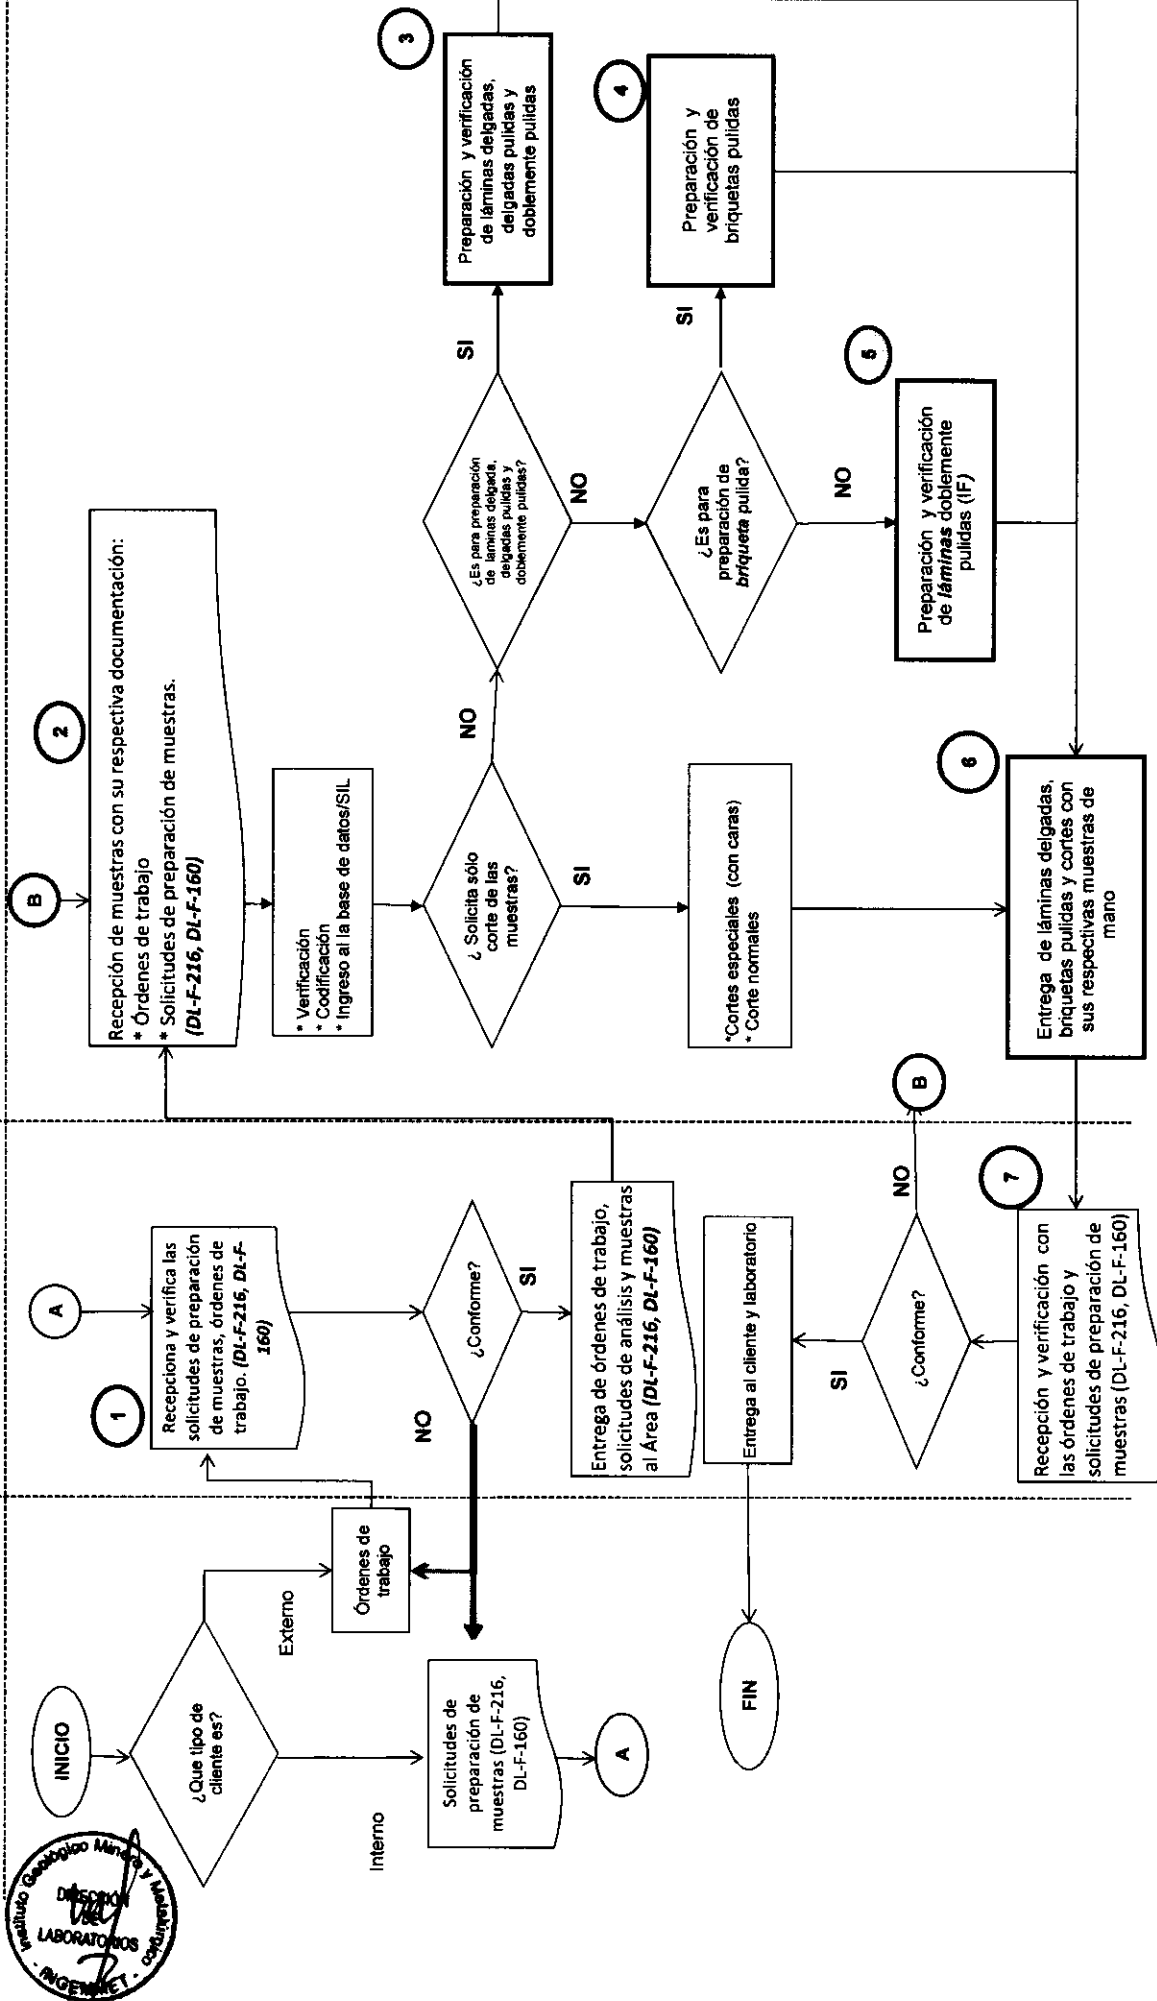 INICIO
¿Que tipo de
cliente es?
Externo
Interno
Órdenes de
trabajo
Solicitudes de
preparación de
muestras (DL-F-216,
DL-F-160)
A
FIN
Instituto Geológico Minero y Metalúrgico
DIRECCIÓN
DE
LABORATORIOS
- INGEMMET -
A
1
Recepciona y verifica las
solicitudes de preparación
de muestras, órdenes de
trabajo. (DL-F-216, DL-F-
160)
¿Conforme?
NO
SI
Entrega de órdenes de trabajo,
solicitudes de análisis y muestras
al Área (DL-F-216, DL-F-160)
Entrega al cliente y laboratorio
SI
¿Conforme?
NO
B
7
Recepción y verificación con
las órdenes de trabajo y
solicitudes de preparación de
muestras (DL-F-216, DL-F-160)
B
2
Recepción de muestras con su respectiva documentación:
* Órdenes de trabajo
* Solicitudes de preparación de muestras.
(DL-F-216, DL-F-160)
* Verificación
* Codificación
* Ingreso al la base de datos/SIL
¿ Solicita sólo
corte de las
muestras?
NO
SI
*Cortes especiales (con caras)
* Corte normales
¿Es para preparación
de laminas delgada,
delgadas pulidas y
doblemente pulidas?
SI
NO
3
Preparación y verificación
de láminas delgadas,
delgadas pulidas y
doblemente pulidas
¿Es para
preparación de
briqueta pulida?
SI
NO
4
Preparación y
verificación de
briquetas pulidas
5
Preparación y verificación
de láminas doblemente
pulidas (IF)
6
Entrega de láminas delgadas,
briquetas pulidas y cortes con
sus respectivas muestras de
mano